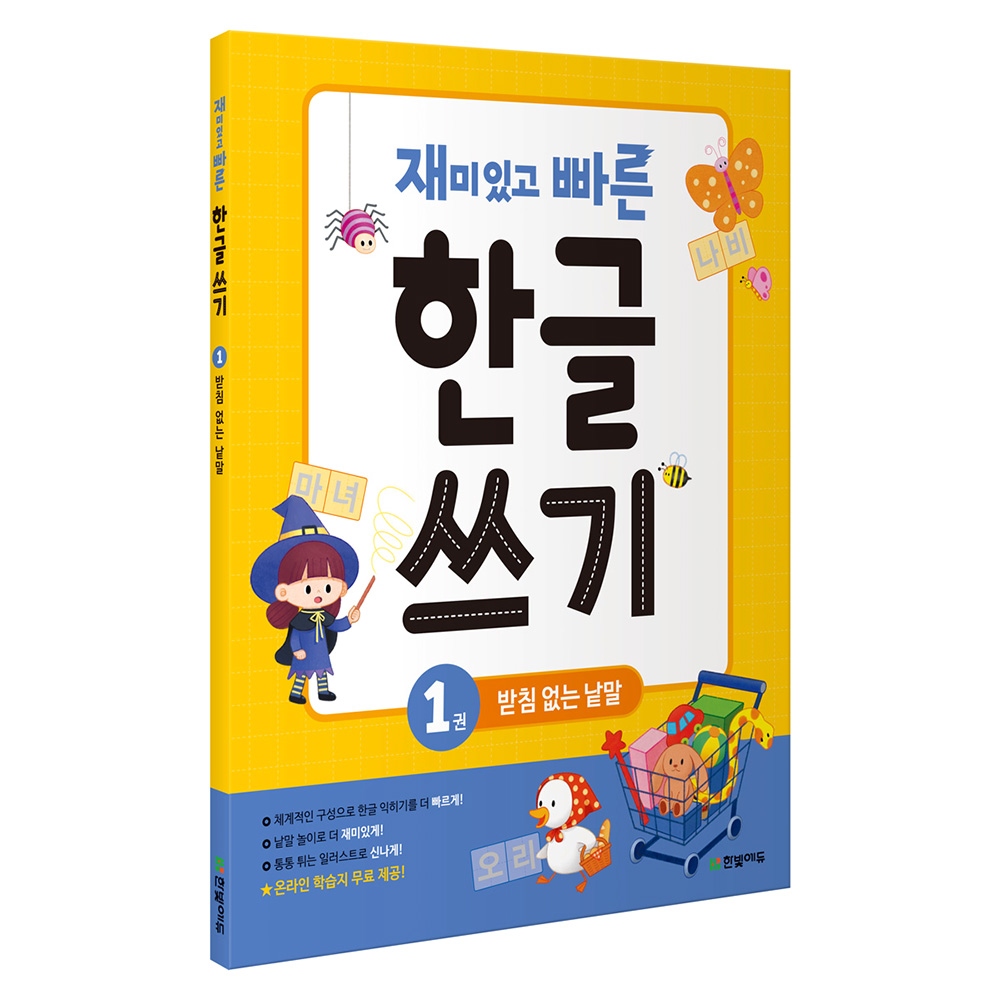 재미있고 빠른 한글 쓰기 1 받침 없는 낱말 한빛에듀
재미있고 빠른
한글
쓰기
나비
마녀
1권 받침 없는 낱말
체계적인 구성으로 한글 익히기를 더 빠르게!
낱말 놀이로 더 재미있게!
통통 튀는 일러스트로 신나게!
★온라인 학습지 무료 제공!
오리
한빛에듀